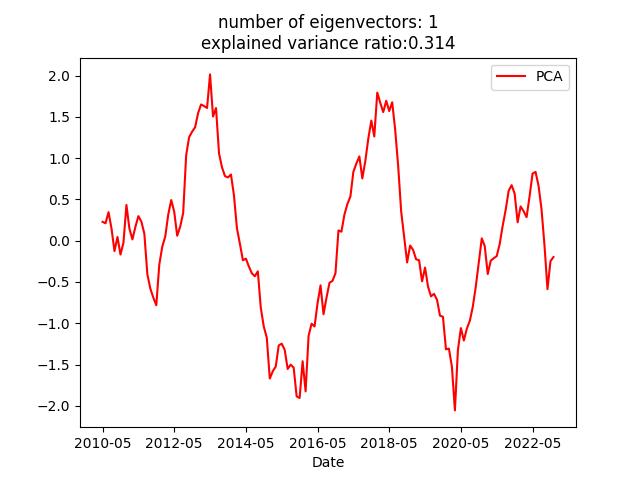 number of eigenvectors: 1
explained variance ratio:0.314
PCA
2.0
1.5
1.0
0.5
0.0
−0.5
−1.0
−1.5
−2.0
2010-05 2012-05 2014-05 2016-05 2018-05 2020-05 2022-05
Date